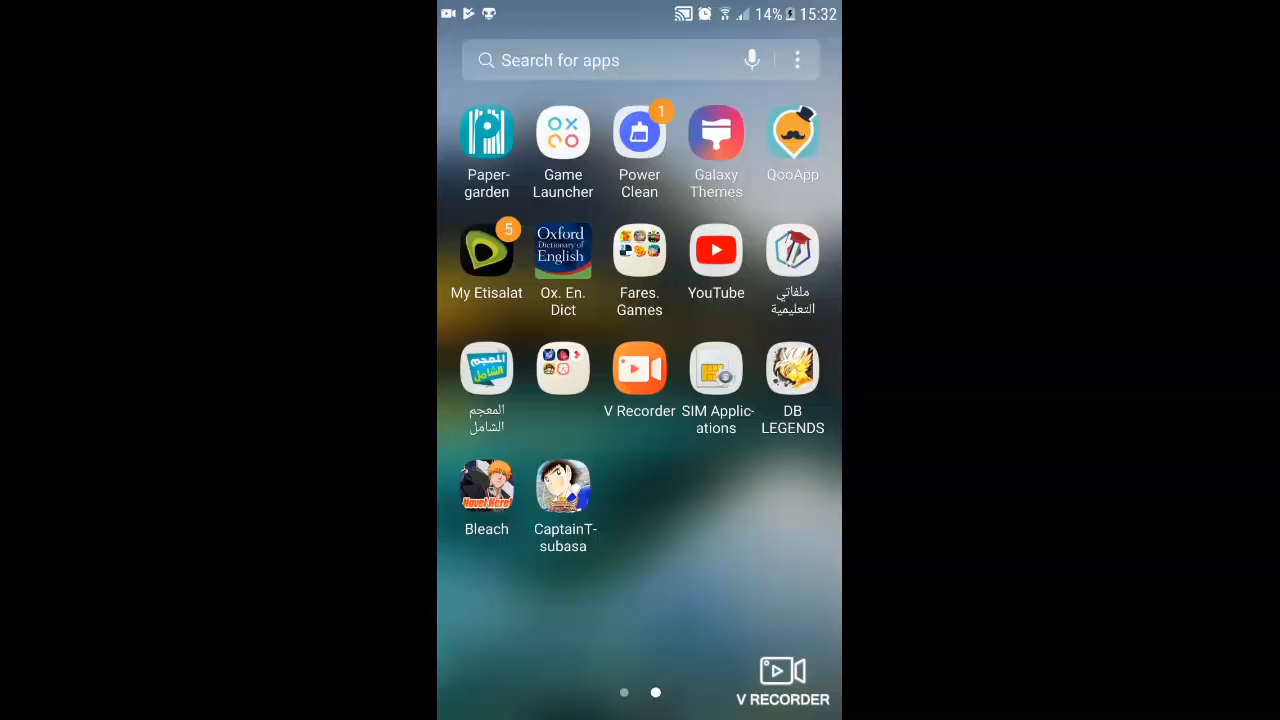 14% 15:32
Search for apps
Paper-
garden
Game
Launcher
1
Power
Clean
Galaxy
Themes
QooApp
5
My Etisalat
Oxford
Dictionary of
English
Ox. En.
Dict
Fares.
Games
YouTube
ملفاتي
التعليمية
المعجم
الشامل
المعجم
الشامل
V Recorder
SIM Applic-
ations
DB
LEGENDS
Novel Here!
Bleach
CaptainT-
subasa
V RECORDER